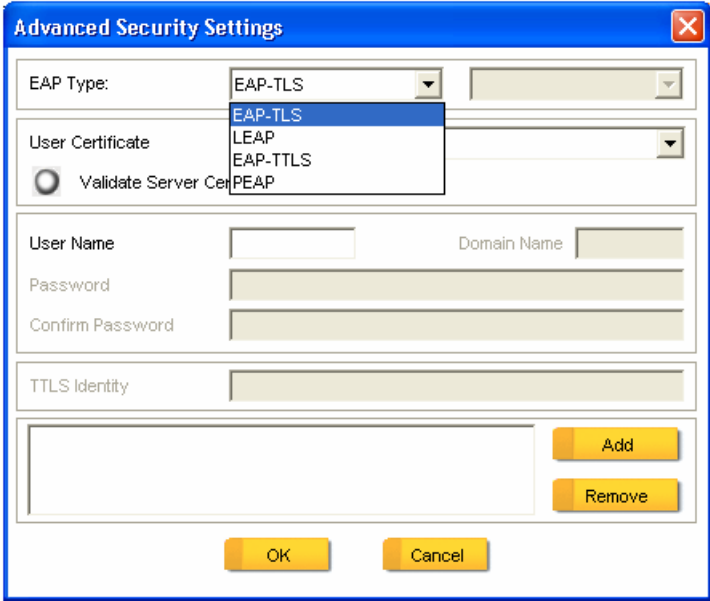 Advanced Security Settings
EAP Type: EAP-TLS
EAP-TLS
User Certificate
LEAP
EAP-TTLS
Validate Server Cer
PEAP
User Name Domain Name
Password
Confirm Password
TTLS Identity
Add
Remove
OK Cancel